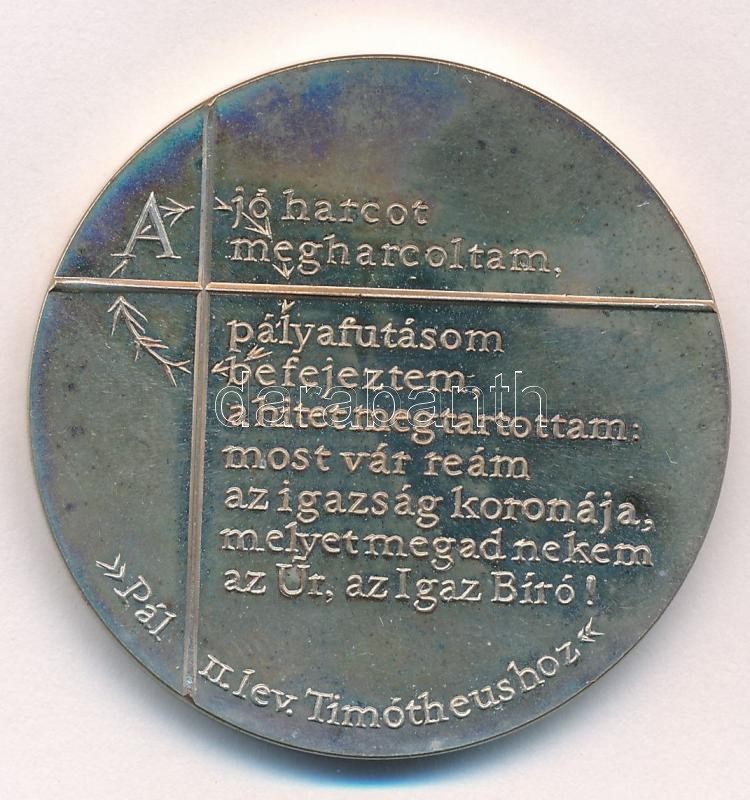 A jó harcot
megharcoltam,
pályafutásom
befejeztem,
a hitet megtartottam:
most vár reám
az igazság koronája,
melyet megad nekem
az Úr, az Igaz Bíró!
»Pál II. lev. Timótheushoz«
darabanth